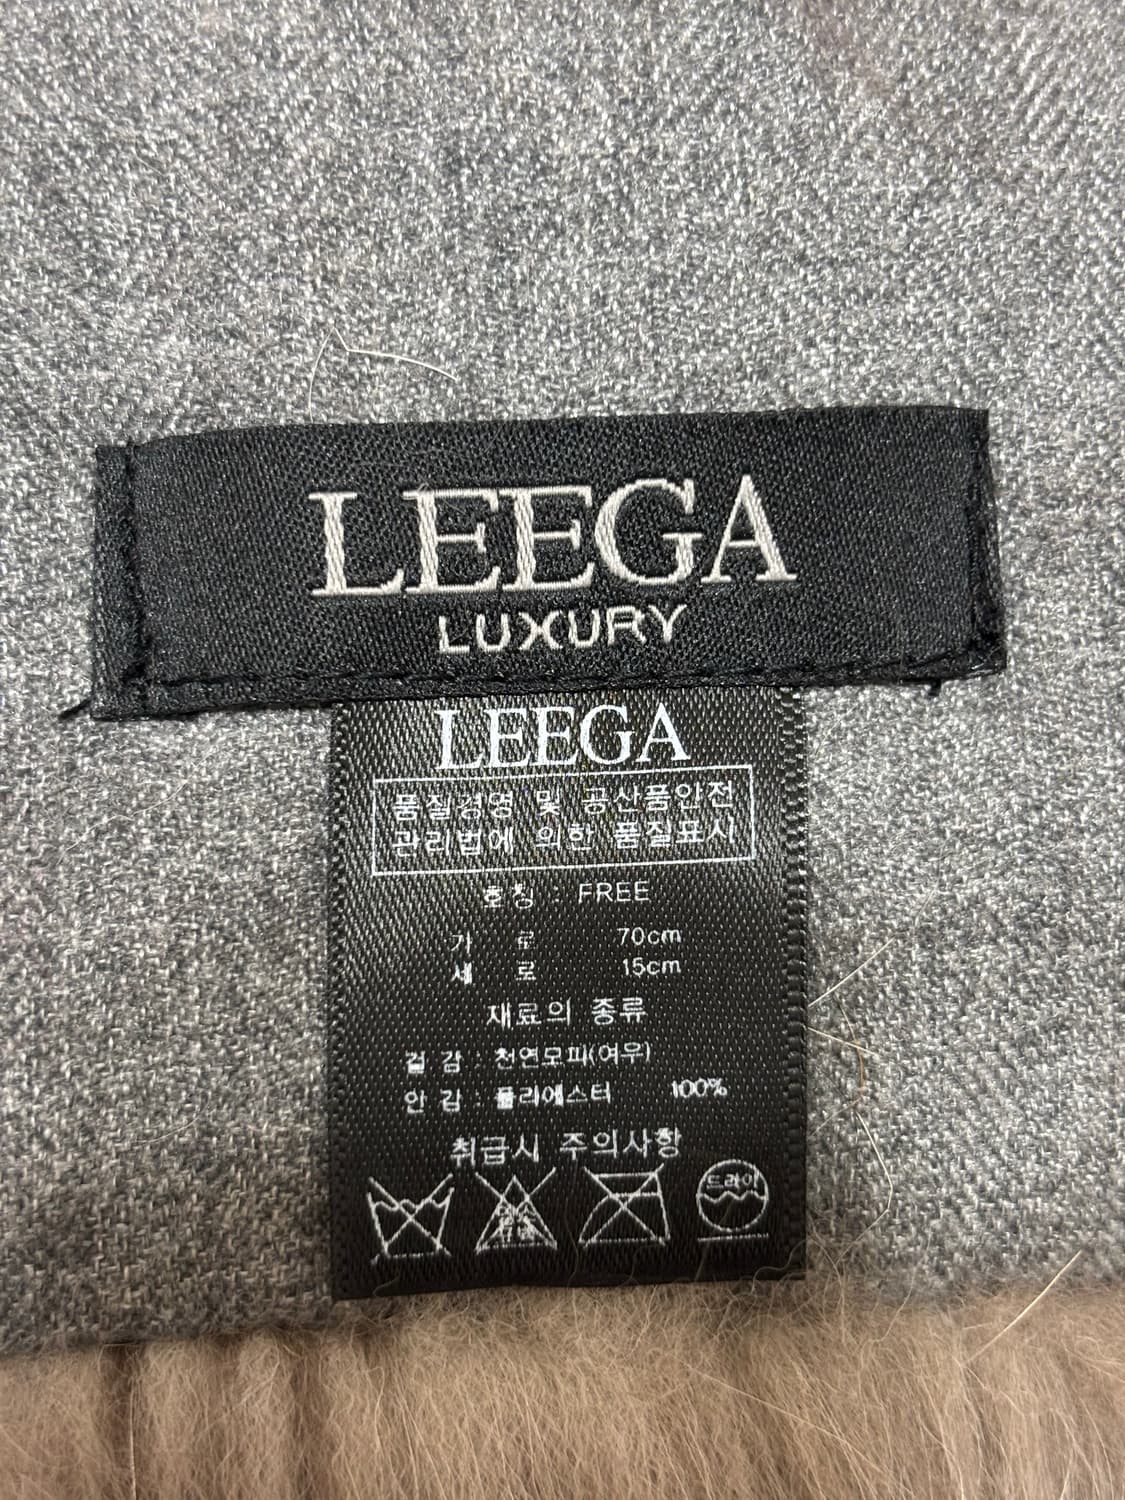 LEEGA
LUXURY
LEEGA
품질경영 및 공산품안전
관리법에 의한 품질표시
호칭 : FREE
가 로 70cm
세 로 15cm
재료의 종류
겉 감 : 천연모피(여우)
안 감 : 폴리에스터 100%
취급시 주의사항
드라이